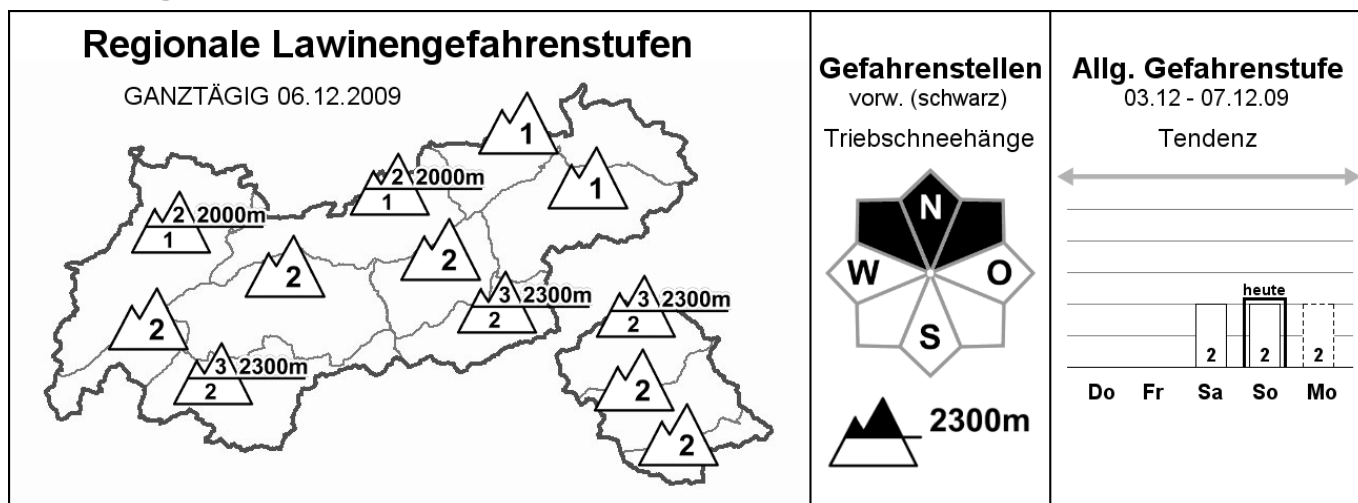 Regionale Lawinengefahrenstufen
GANZTÄGIG 06.12.2009
1
1
2 2000m
1
2 2000m
1
2
2
3 2300m
2
3 2300m
2
2
3 2300m
2
2
2
Gefahrenstellen
vorw. (schwarz)
Triebschneehänge
N
W O
S
2300m
Allg. Gefahrenstufe
03.12 - 07.12.09
Tendenz
heute
2 2 2
Do Fr Sa So Mo